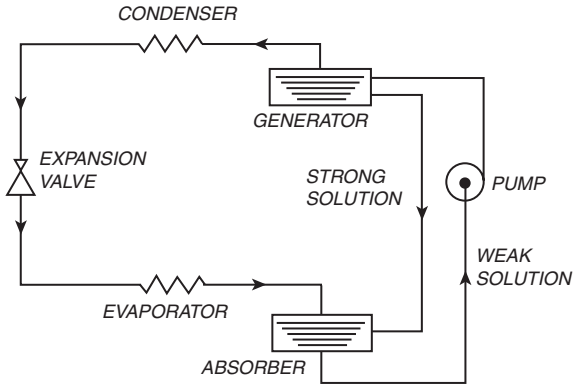 CONDENSER
GENERATOR
EXPANSION
VALVE
STRONG
SOLUTION
PUMP
WEAK
SOLUTION
EVAPORATOR
ABSORBER